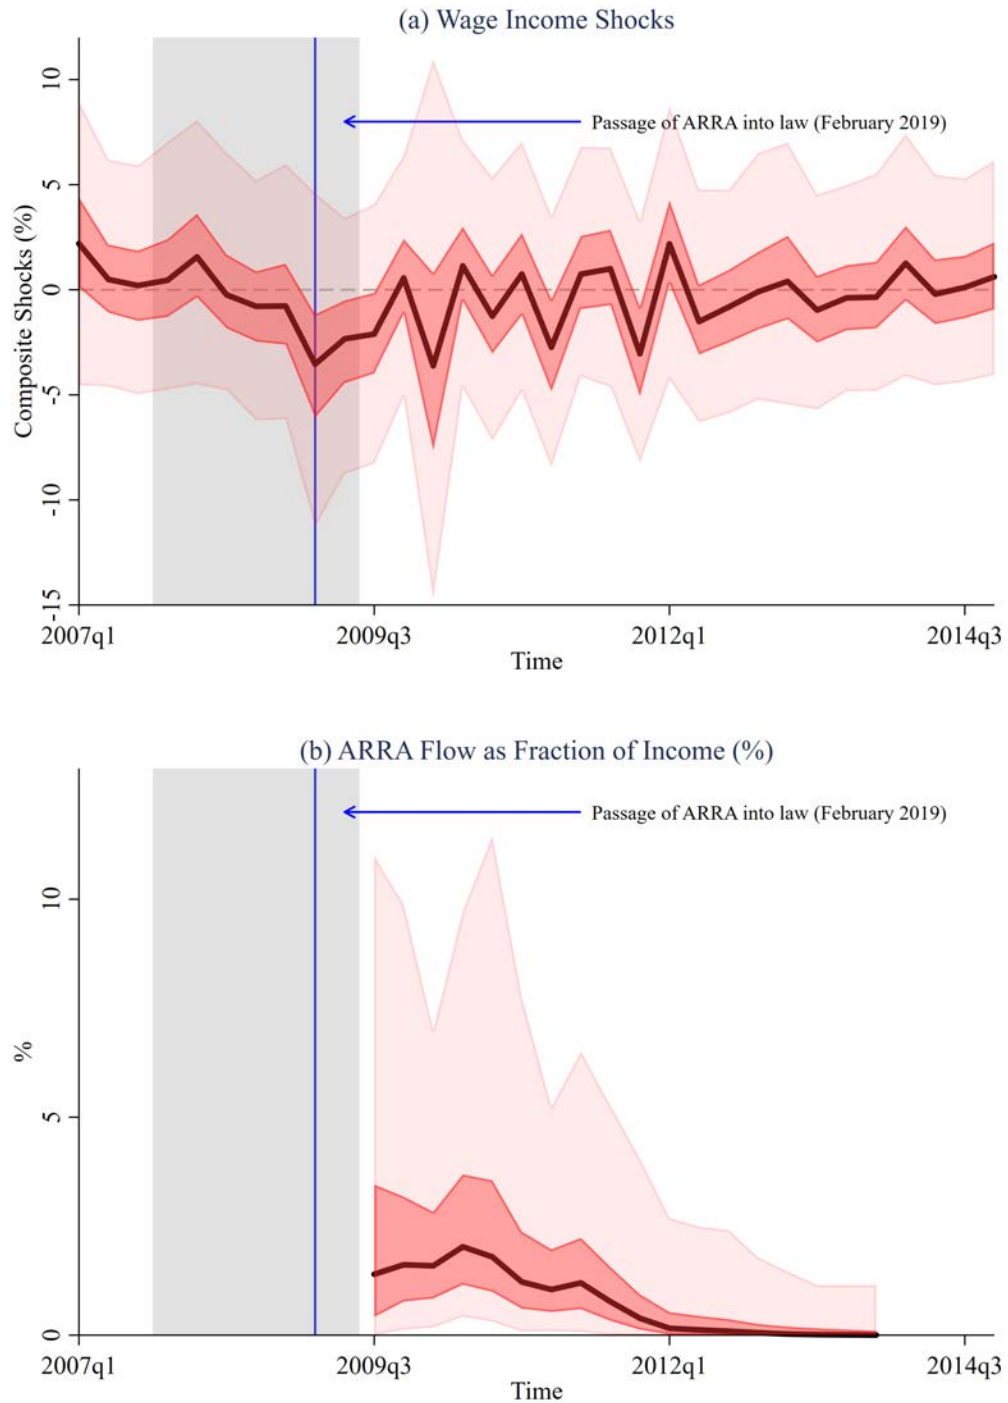 (a) Wage Income Shocks
10
5
0
-5
-10
-15
Composite Shocks (%)
Passage of ARRA into law (February 2019)
2007q1
2009q3
2012q1
2014q3
Time
(b) ARRA Flow as Fraction of Income (%)
10
5
0
%
Passage of ARRA into law (February 2019)
2007q1
2009q3
2012q1
2014q3
Time